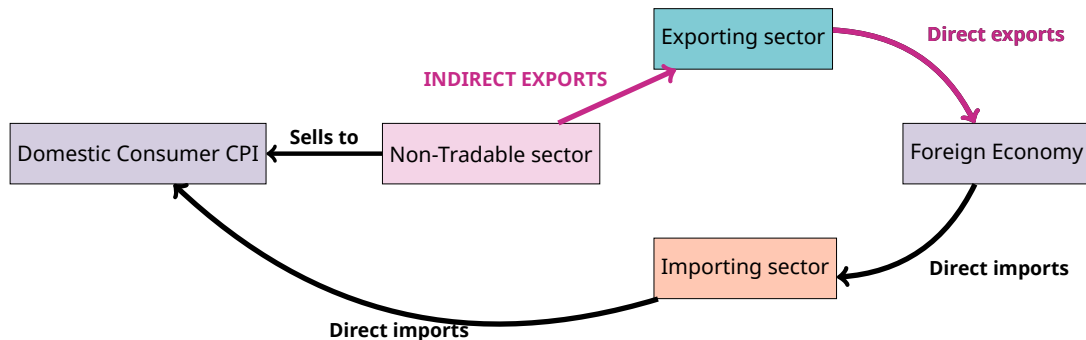 Exporting sector
Direct exports
INDIRECT EXPORTS
Sells to
Domestic Consumer CPI
Non-Tradable sector
Foreign Economy
Importing sector
Direct imports
Direct imports